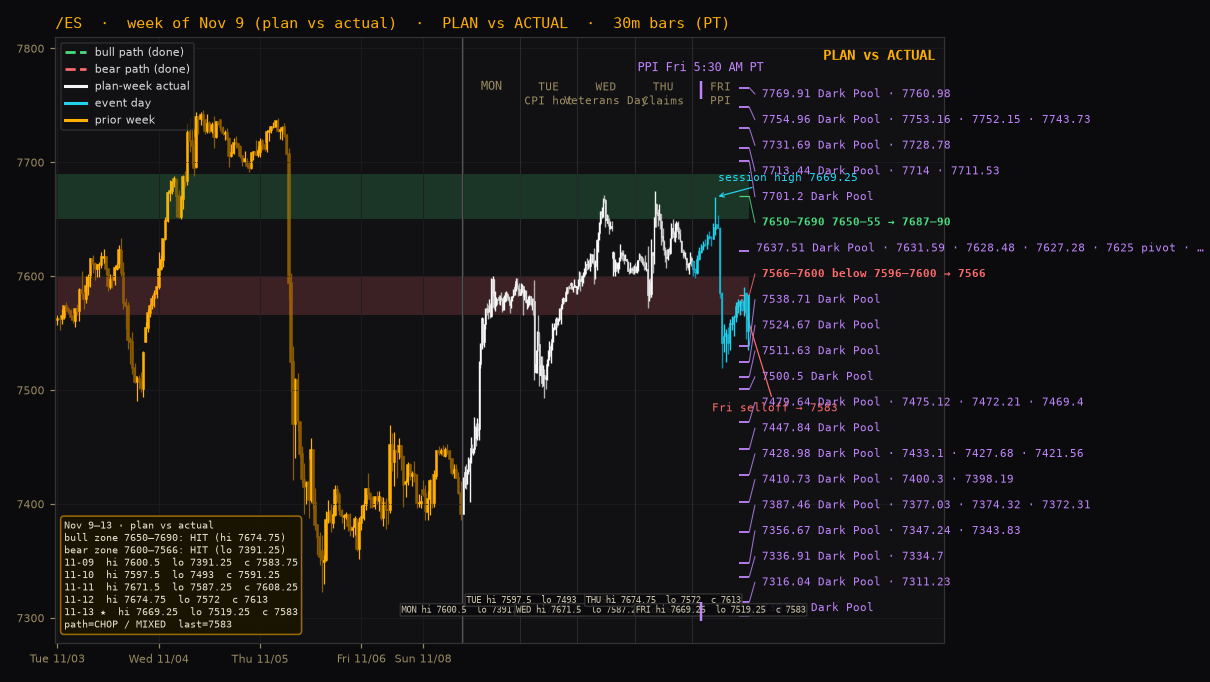 /ES · week of Nov 9 (plan vs actual) · PLAN vs ACTUAL · 30m bars (PT)
7800
7700
7600
7500
7400
7300
bull path (done)
bear path (done)
plan-week actual
event day
prior week
PLAN vs ACTUAL
PPI Fri 5:30 AM PT
MON
TUE
WED
THU
FRI
CPI hot
Veterans Day
Claims
PPI
7769.91 Dark Pool · 7760.98
7754.96 Dark Pool · 7753.16 · 7752.15 · 7743.73
7731.69 Dark Pool · 7728.78
7713.44 Dark Pool · 7714 · 7711.53
session high 7669.25
7701.2 Dark Pool
7650–7690 7650–55 → 7687–90
7637.51 Dark Pool · 7631.59 · 7628.48 · 7627.28 · 7625 pivot · …
7566–7600 below 7596–7600 → 7566
7538.71 Dark Pool
7524.67 Dark Pool
7511.63 Dark Pool
7500.5 Dark Pool
7479.64 Dark Pool · 7475.12 · 7472.21 · 7469.4
Fri selloff → 7583
7447.84 Dark Pool
7428.98 Dark Pool · 7433.1 · 7427.68 · 7421.56
7410.73 Dark Pool · 7400.3 · 7398.19
7387.46 Dark Pool · 7377.03 · 7374.32 · 7372.31
7356.67 Dark Pool · 7347.24 · 7343.83
7336.91 Dark Pool · 7334.7
7316.04 Dark Pool · 7311.23
Dark Pool
Nov 9–13 · plan vs actual
bull zone 7650–7690: HIT (hi 7674.75)
bear zone 7600–7566: HIT (lo 7391.25)
11-09 hi 7600.5 lo 7391.25 c 7583.75
11-10 hi 7597.5 lo 7493 c 7591.25
11-11 hi 7671.5 lo 7587.25 c 7608.25
11-12 hi 7674.75 lo 7572 c 7613
11-13 ★ hi 7669.25 lo 7519.25 c 7583
path=CHOP / MIXED last=7583
TUE hi 7597.5 lo 7493
THU hi 7674.75 lo 7572 c 7613
MON hi 7600.5 lo 7391
WED hi 7671.5 lo 7587.2
FRI hi 7669.25 lo 7519.25 c 7583
Tue 11/03
Wed 11/04
Thu 11/05
Fri 11/06
Sun 11/08